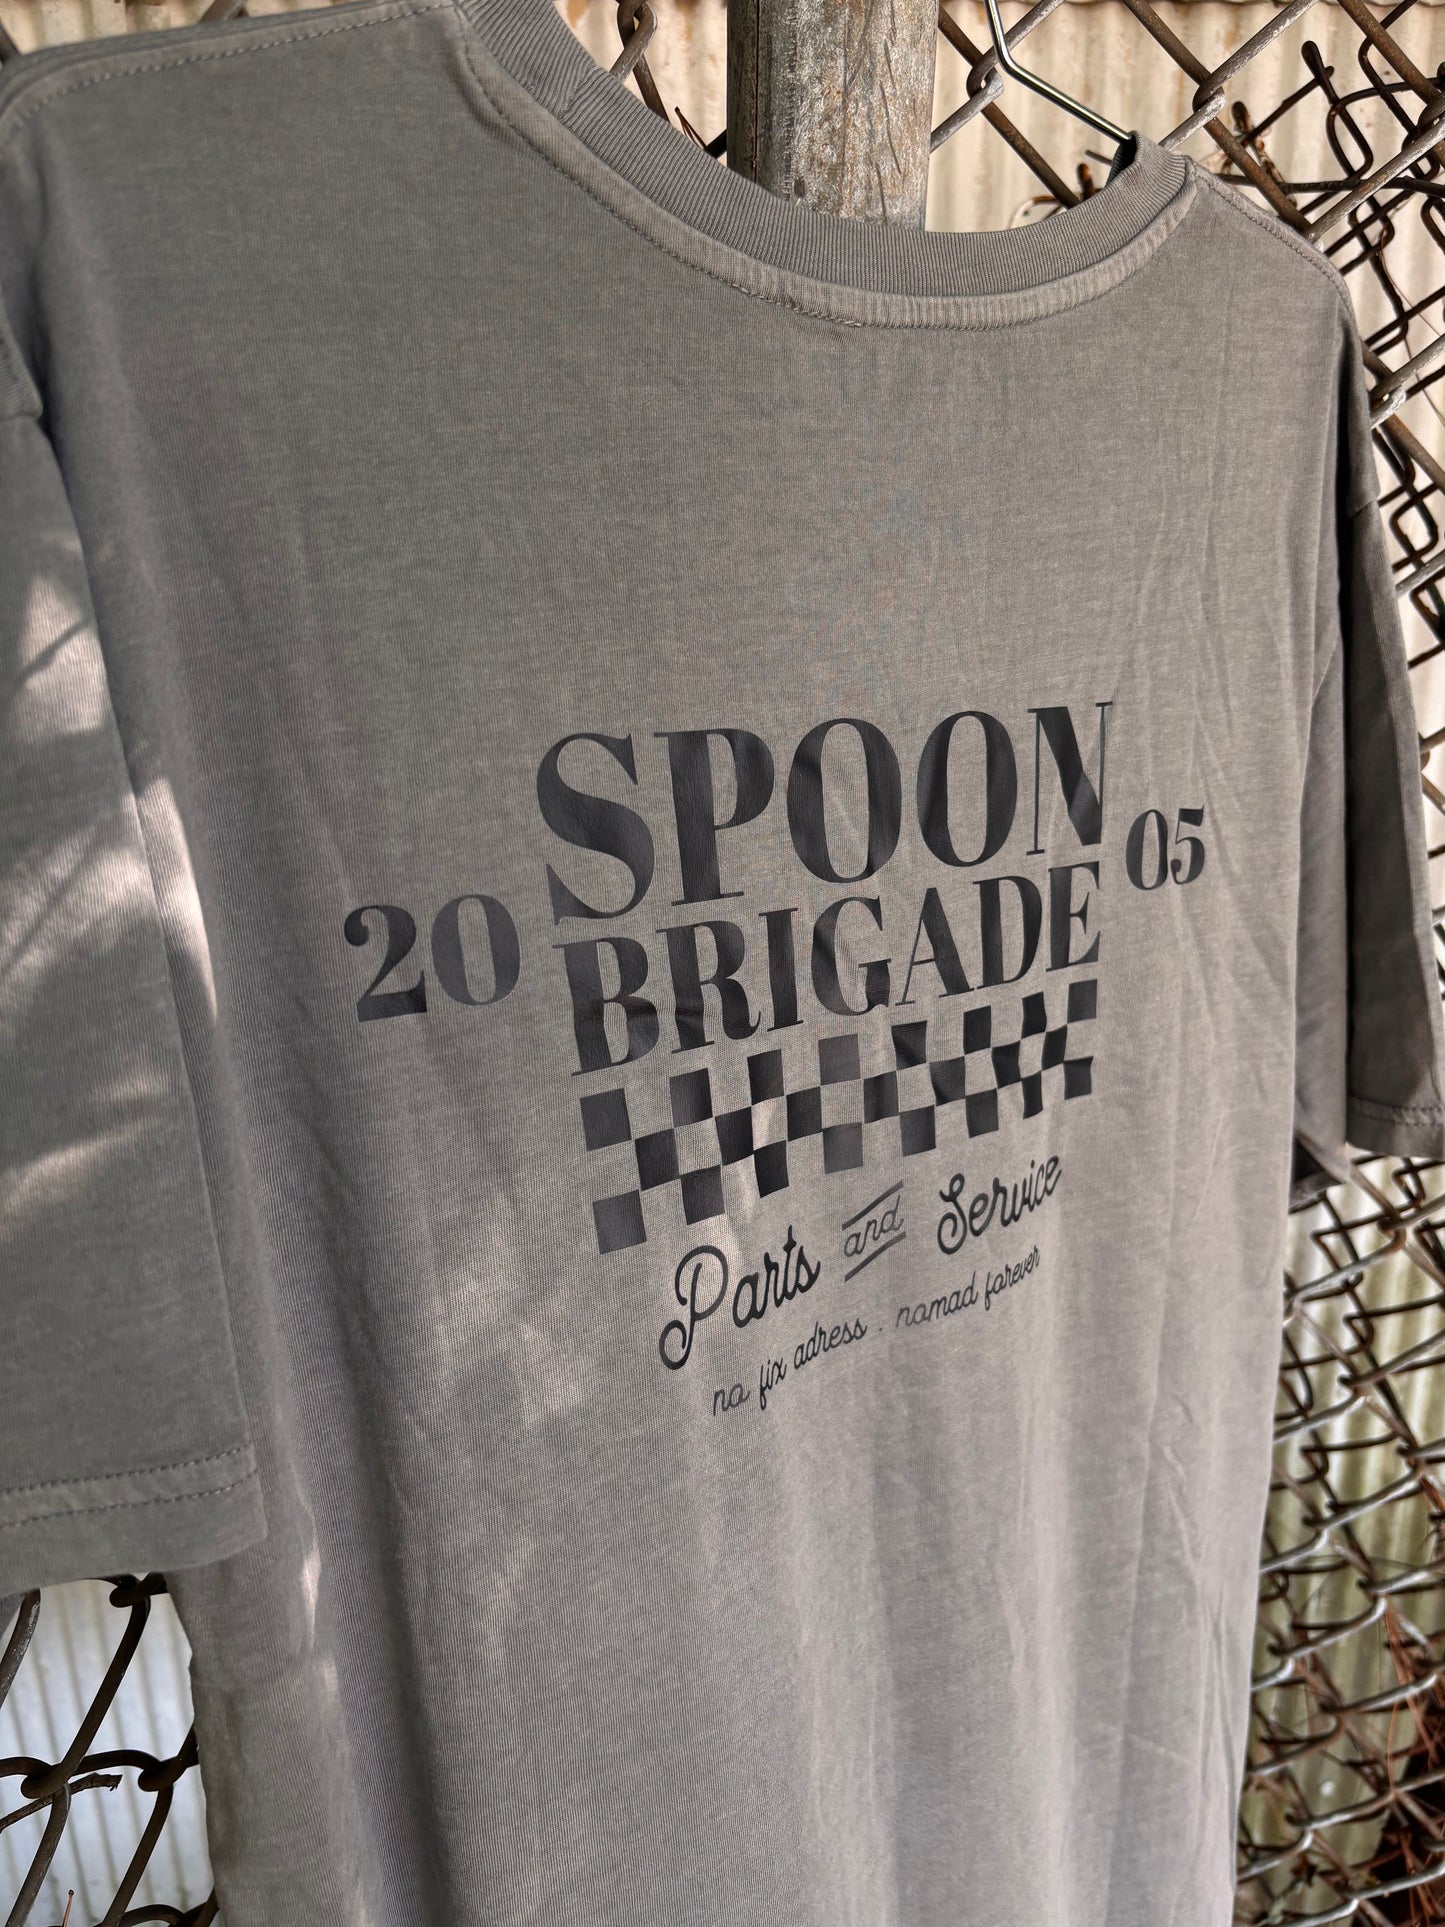 SPOON
20 BRIGADE 05
Parts and Service
no fix adress . nomad forever